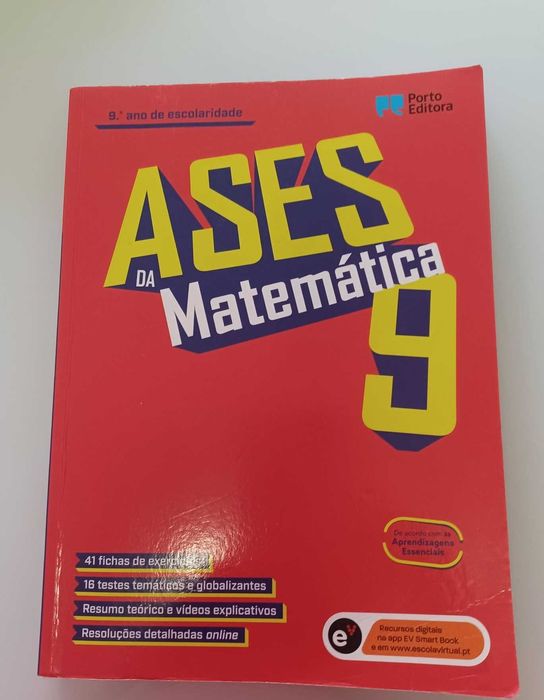 9.º ano de escolaridade
Porto
Editora
ASES
DA
Matemática
9
De acordo com as
Aprendizagens
Essenciais
41 fichas de exercícios
16 testes temáticos e globalizantes
Resumo teórico e vídeos explicativos
Resoluções detalhadas online
eV
Recursos digitais
na app EV Smart Book
e em www.escolavirtual.pt